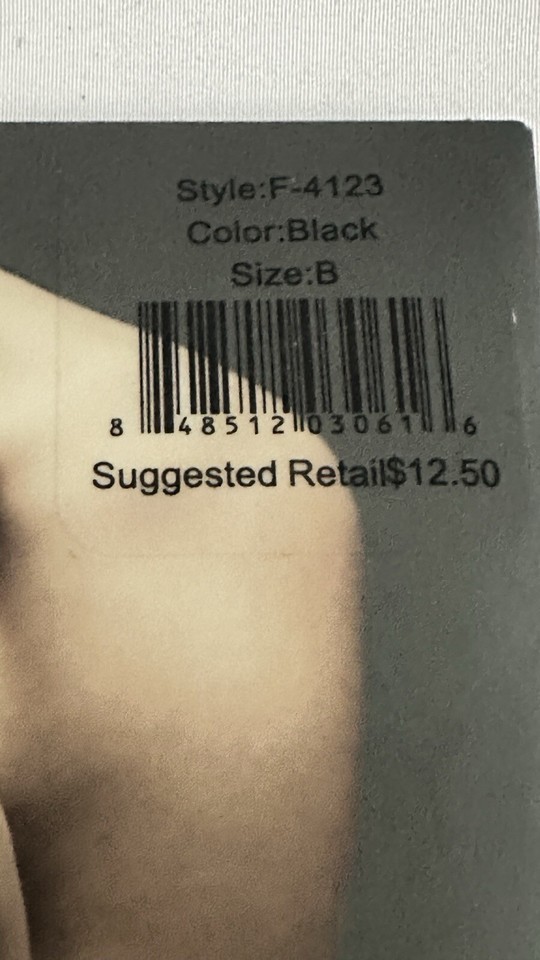 Style:F-4123
Color:Black
Size:B
8 48512 03061 6
Suggested Retail$12.50